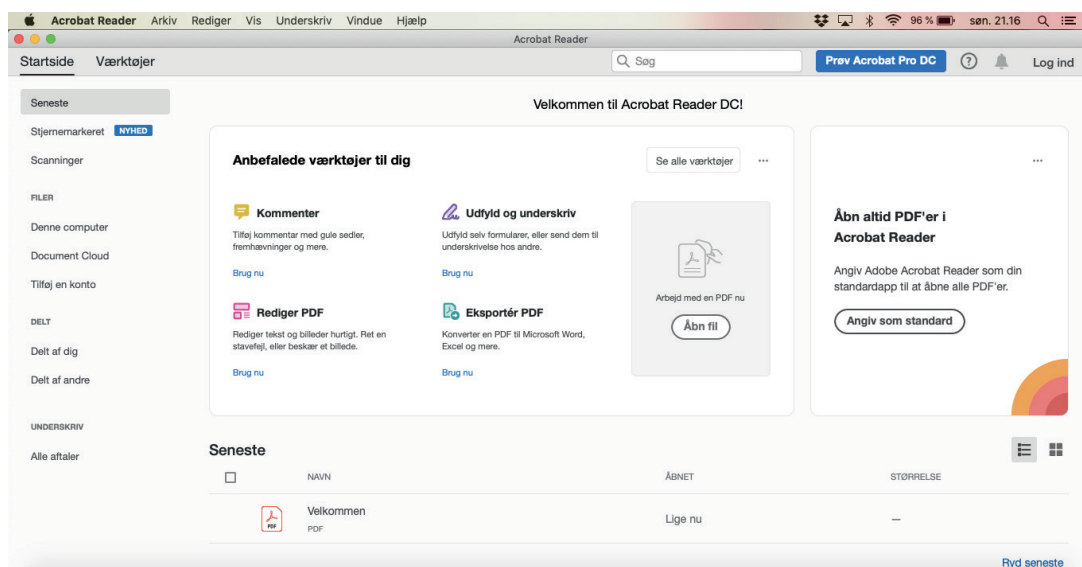 Acrobat Reader Arkiv Rediger Vis Underskriv Vindue Hjælp 96 % søn. 21.16
Acrobat Reader
Startside Værktøjer Søg Prøv Acrobat Pro DC ? Log ind
Seneste
Stjernemarkeret NYHED
Scanninger
FILER
Denne computer
Document Cloud
Tilføj en konto
DELT
Delt af dig
Delt af andre
UNDERSKRIV
Alle aftaler
Velkommen til Acrobat Reader DC!
Anbefalede værktøjer til dig
Se alle værktøjer
Kommenter
Tilføj kommentar med gule sedler,
fremhævninger og mere.
Brug nu
Udfyld og underskriv
Udfyld selv formularer, eller send dem til
underskrivelse hos andre.
Brug nu
Rediger PDF
Rediger tekst og billeder hurtigt. Ret en
stavefejl, eller beskær et billede.
Brug nu
Eksportér PDF
Konverter en PDF til Microsoft Word,
Excel og mere.
Brug nu
Arbejd med en PDF nu
Åbn fil
Åbn altid PDF'er i
Acrobat Reader
Angiv Adobe Acrobat Reader som din
standardapp til at åbne alle PDF'er.
Angiv som standard
Seneste
NAVN ÅBNET STØRRELSE
Velkommen
PDF
PDF
Lige nu
—
Ryd seneste